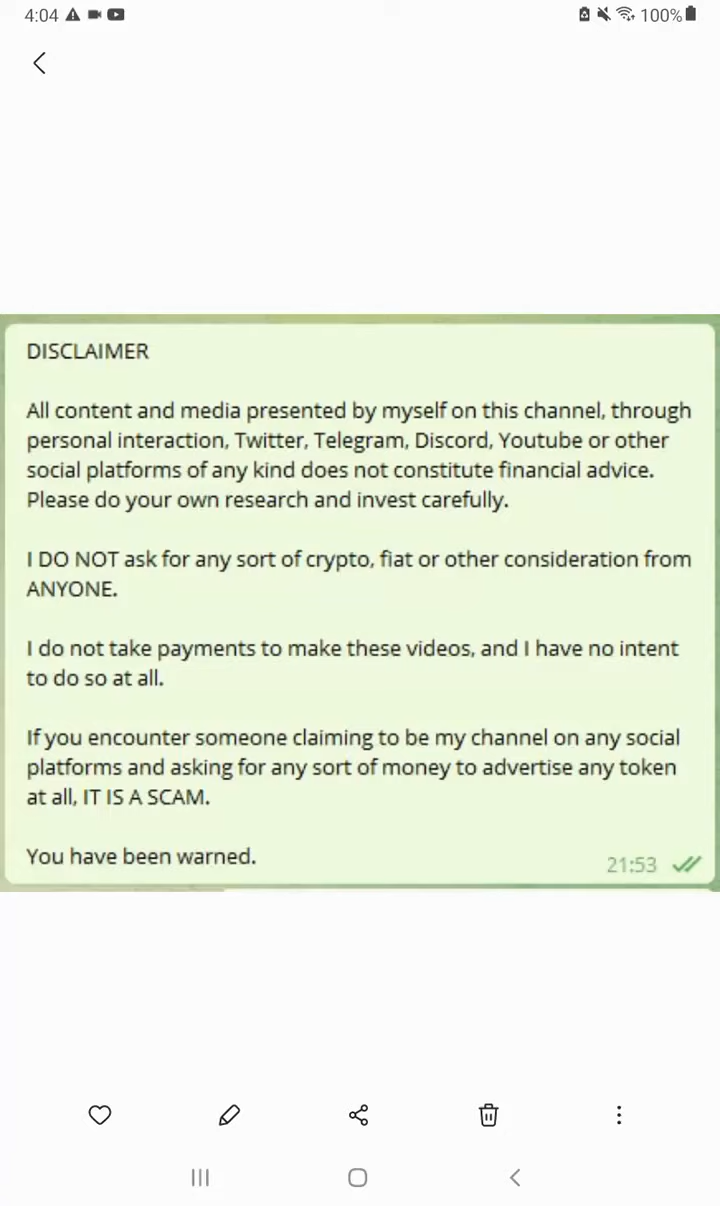 4:04
100%
DISCLAIMER
All content and media presented by myself on this channel, through
personal interaction, Twitter, Telegram, Discord, Youtube or other
social platforms of any kind does not constitute financial advice.
Please do your own research and invest carefully.
I DO NOT ask for any sort of crypto, fiat or other consideration from
ANYONE.
I do not take payments to make these videos, and I have no intent
to do so at all.
If you encounter someone claiming to be my channel on any social
platforms and asking for any sort of money to advertise any token
at all, IT IS A SCAM.
You have been warned.
21:53